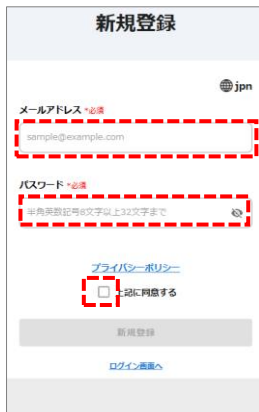 新規登録
jpn
メールアドレス *必須
sample@example.com
パスワード *必須
半角英数記号8文字以上32文字まで
プライバシーポリシー
上記に同意する
新規登録
ログイン画面へ